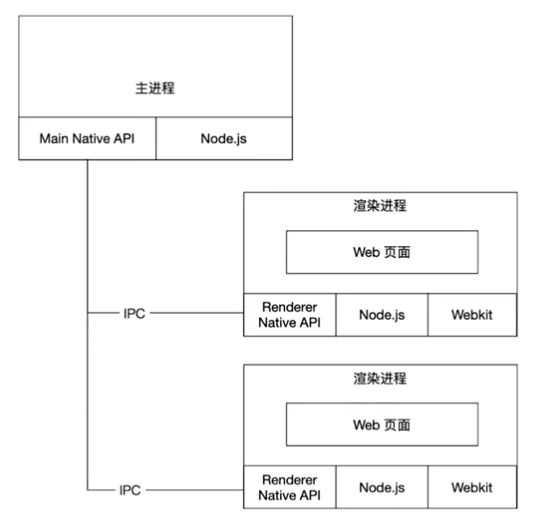 主进程
Main Native API
Node.js
渲染进程
Web 页面
IPC
Renderer
Native API
Node.js
Webkit
渲染进程
Web 页面
IPC
Renderer
Native API
Node.js
Webkit